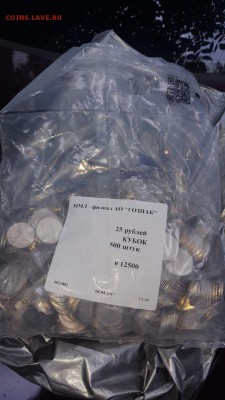 COINS.LAVE.RU
ММД - филиал АО "ГОЗНАК"
25 рублей
КУБОК
500 штук
12500